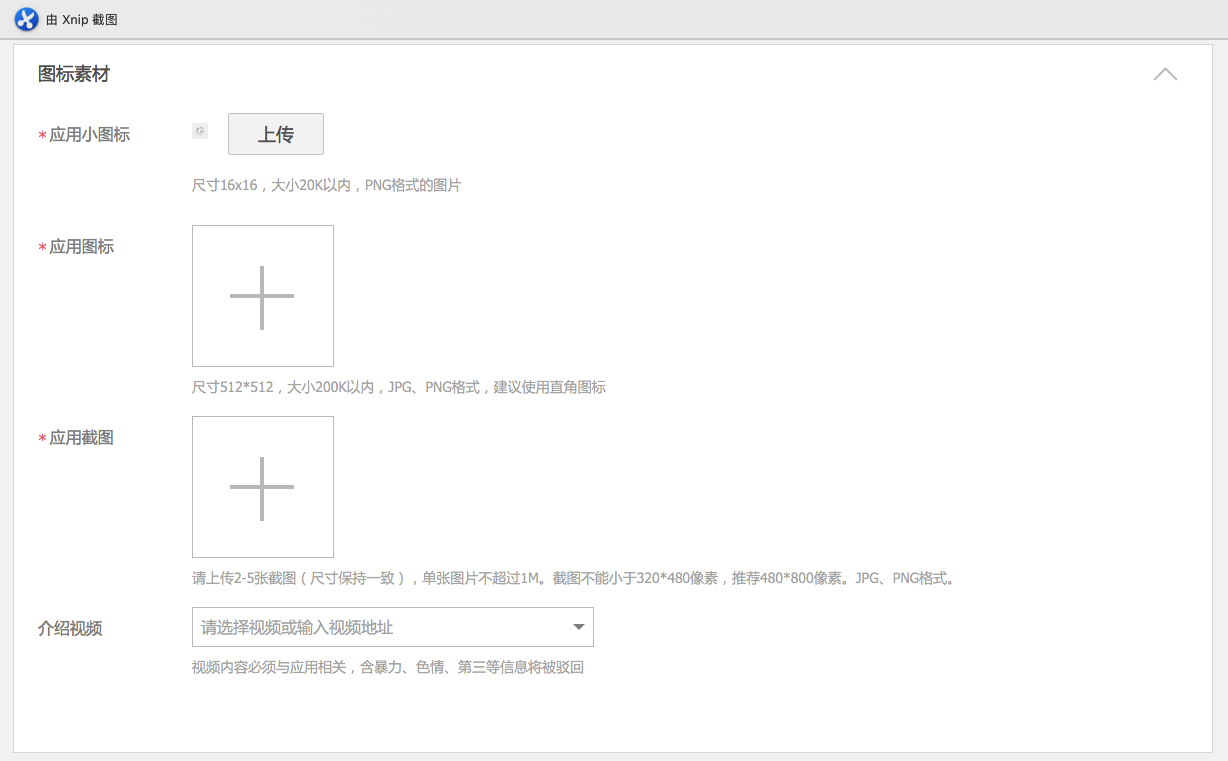 由 Xnip 截图
图标素材
*应用小图标
上传
尺寸16x16，大小20K以内，PNG格式的图片
*应用图标
尺寸512*512，大小200K以内，JPG、PNG格式，建议使用直角图标
*应用截图
请上传2-5张截图（尺寸保持一致），单张图片不超过1M。截图不能小于320*480像素，推荐480*800像素。JPG、PNG格式。
介绍视频
请选择视频或输入视频地址
视频内容必须与应用相关，含暴力、色情、第三等信息将被驳回